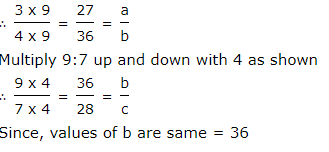 ∴ 3 x 9 / 4 x 9 = 27 / 36 = a / b
Multiply 9:7 up and down with 4 as shown
∴ 9 x 4 / 7 x 4 = 36 / 28 = b / c
Since, values of b are same = 36